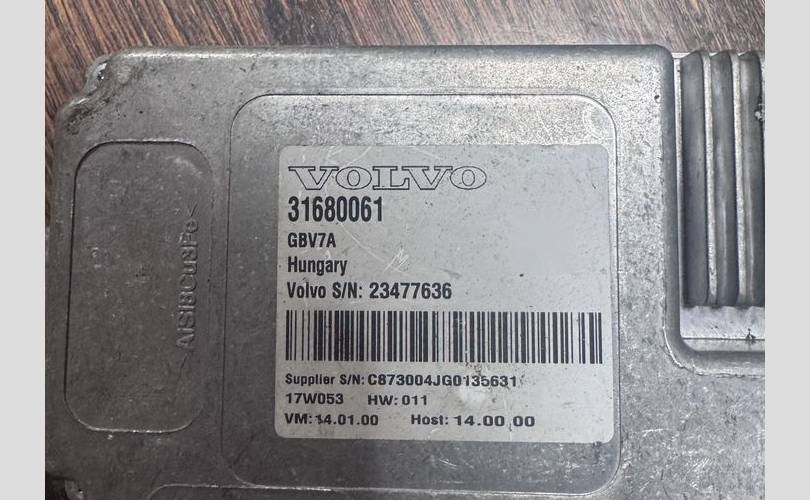 >AlSi8Cu3Fe<
VOLVO
31680061
GBV7A
Hungary
Volvo S/N: 23477636
Supplier S/N: C873004JG0135631
17W053 HW: 011
VM: 14.01.00 Host: 14.00.00